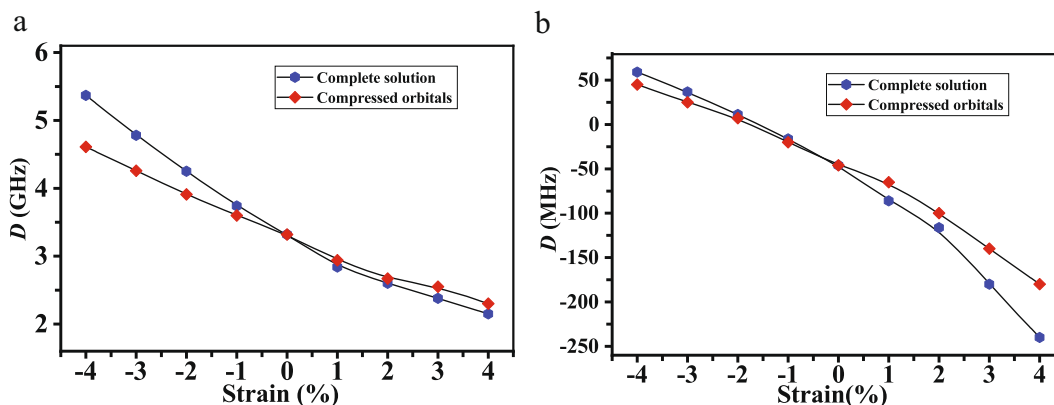 a
6
5
4
3
2
D (GHz)
Complete solution
Compressed orbitals
-4 -3 -2 -1 0 1 2 3 4
Strain (%)
b
50
0
-50
-100
-150
-200
-250
D (MHz)
Complete solution
Compressed orbitals
-4 -3 -2 -1 0 1 2 3 4
Strain(%)